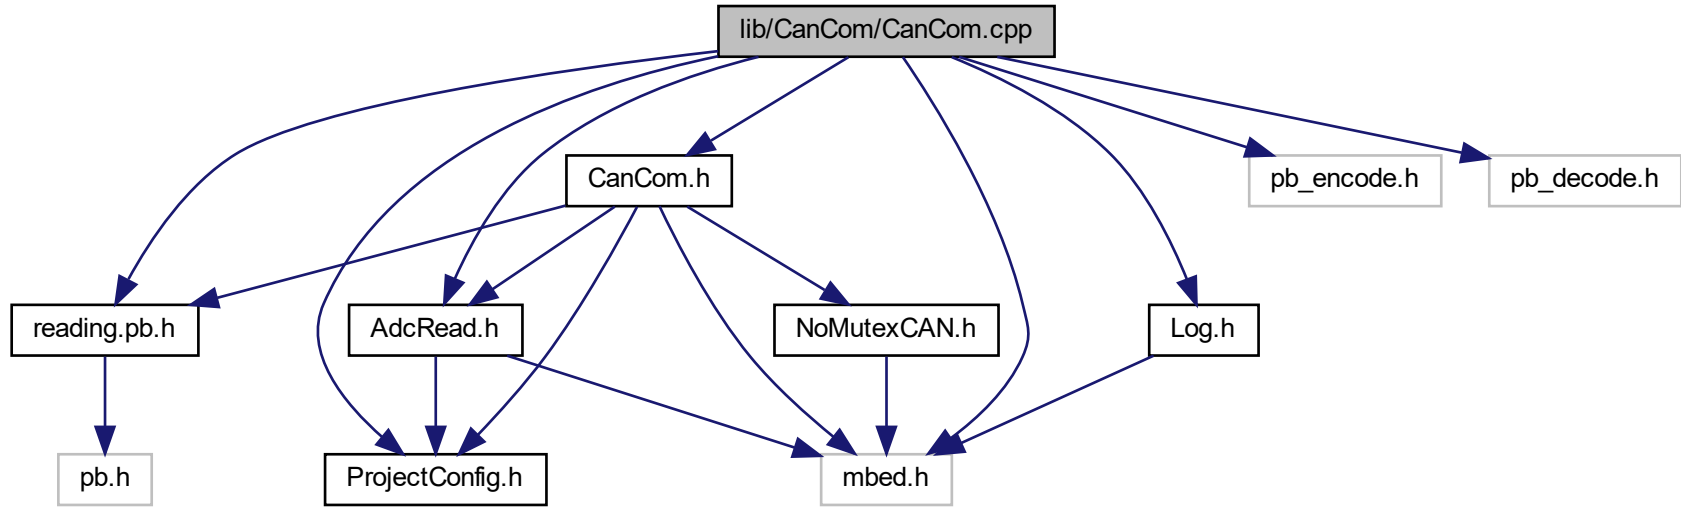 lib/CanCom/CanCom.cpp
CanCom.h
pb_encode.h
pb_decode.h
reading.pb.h
AdcRead.h
NoMutexCAN.h
Log.h
pb.h
ProjectConfig.h
mbed.h